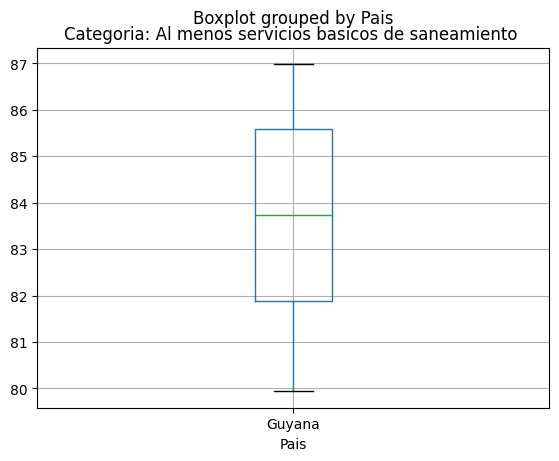 Boxplot grouped by Pais
Categoria: Al menos servicios basicos de saneamiento
87
86
85
84
83
82
81
80
Guyana
Pais